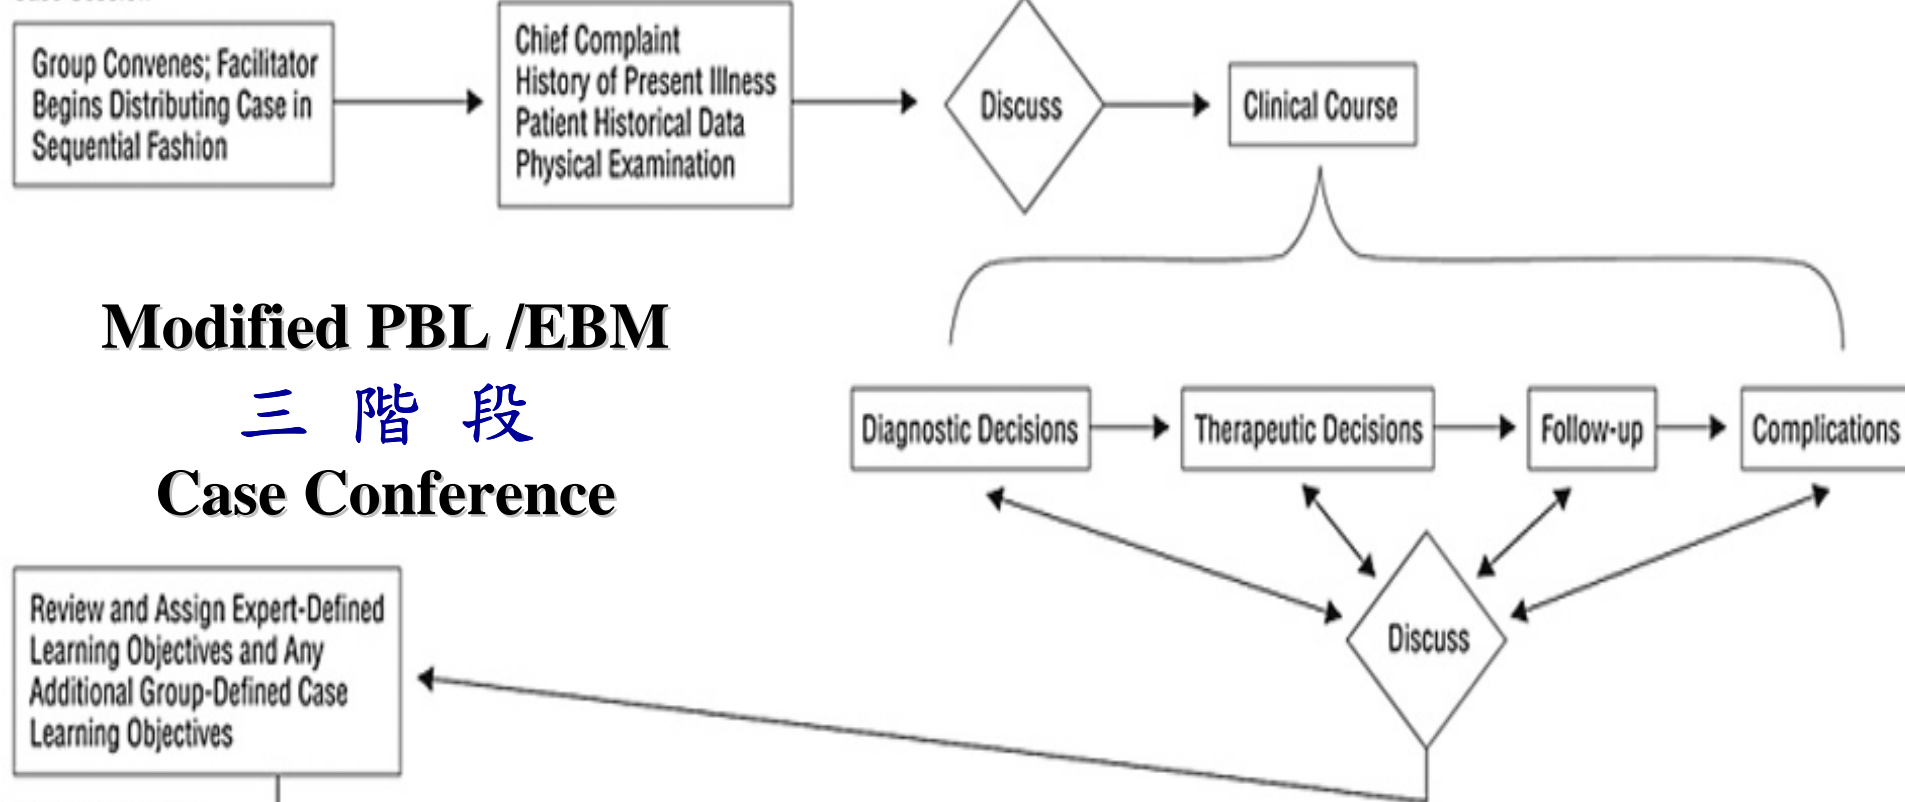 Group Convenes; Facilitator
Begins Distributing Case in
Sequential Fashion
Chief Complaint
History of Present Illness
Patient Historical Data
Physical Examination
Discuss
Clinical Course
Modified PBL /EBM
三 階 段
Case Conference
Diagnostic Decisions
Therapeutic Decisions
Follow-up
Complications
Discuss
Review and Assign Expert-Defined
Learning Objectives and Any
Additional Group-Defined Case
Learning Objectives